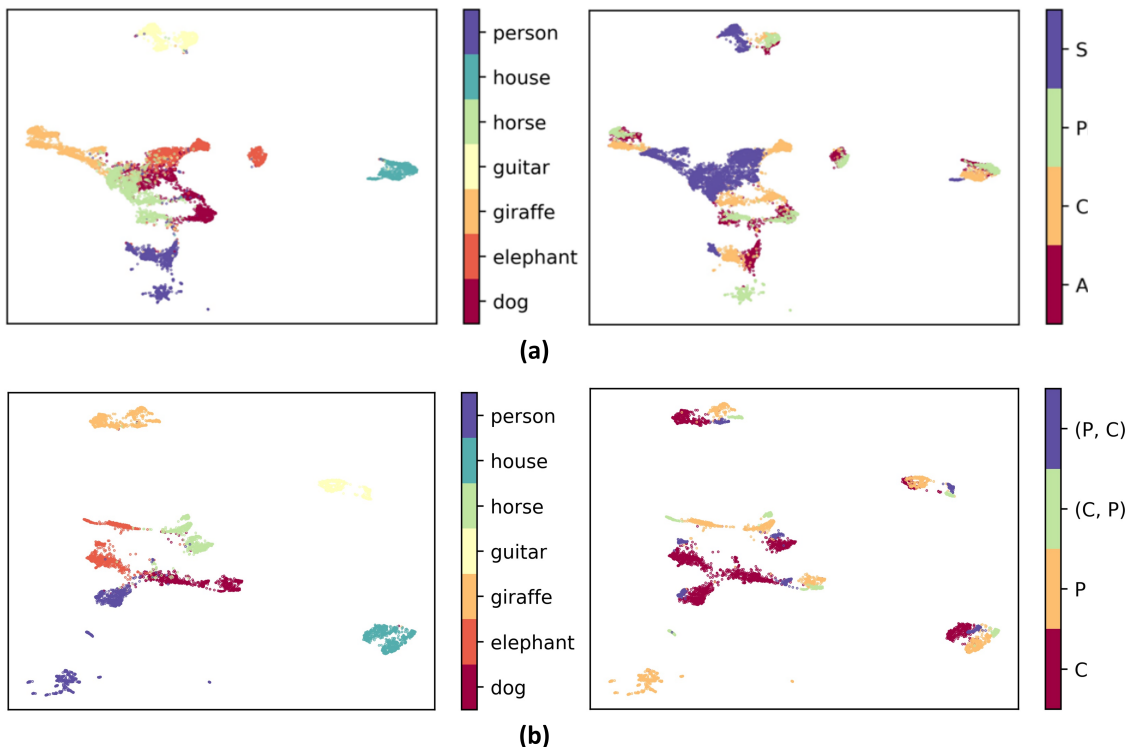 person
house
horse
guitar
giraffe
elephant
dog
S
P
C
A
(a)
person
house
horse
guitar
giraffe
elephant
dog
(P, C)
(C, P)
P
C
(b)